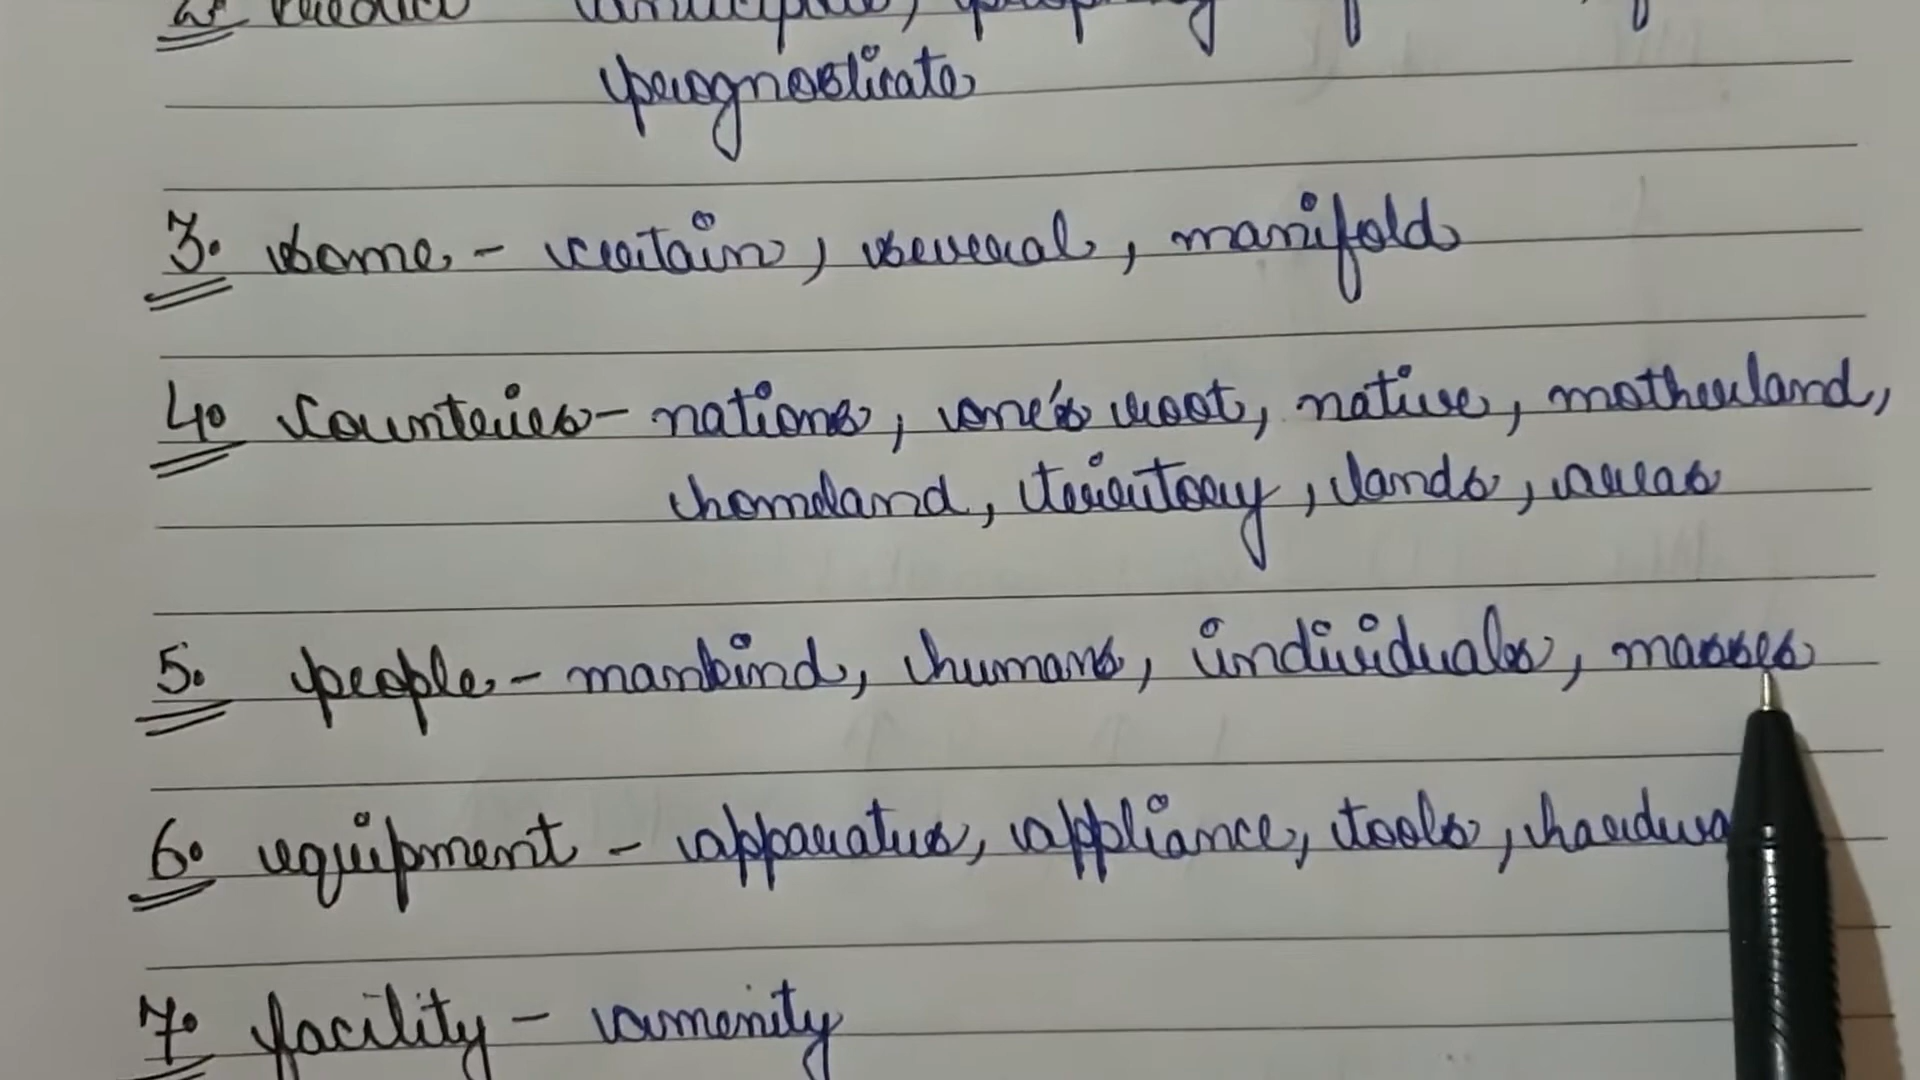 prognosticate
3. some - certain, several, manifold
4. Countries - nations, one's root, native, motherland,
homeland, territory, lands, areas
5. people - mankind, humans, individuals, masses
6. equipment - apparatus, appliance, tools,
7. facility - amenity